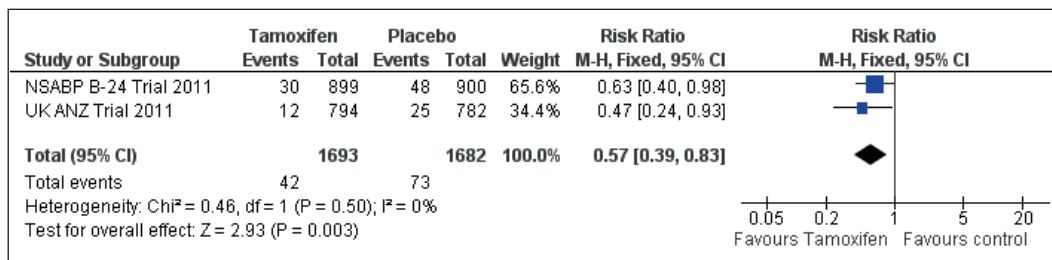 Tamoxifen Placebo Risk Ratio Risk Ratio
Study or Subgroup Events Total Events Total Weight M-H, Fixed, 95% CI M-H, Fixed, 95% CI
NSABP B-24 Trial 2011 30 899 48 900 65.6% 0.63 [0.40, 0.98]
UK ANZ Trial 2011 12 794 25 782 34.4% 0.47 [0.24, 0.93]
Total (95% CI) 1693 1682 100.0% 0.57 [0.39, 0.83]
Total events 42 73
Heterogeneity: Chi² = 0.46, df = 1 (P = 0.50); I² = 0%
Test for overall effect: Z = 2.93 (P = 0.003)
0.05 0.2 1 5 20
Favours Tamoxifen Favours control